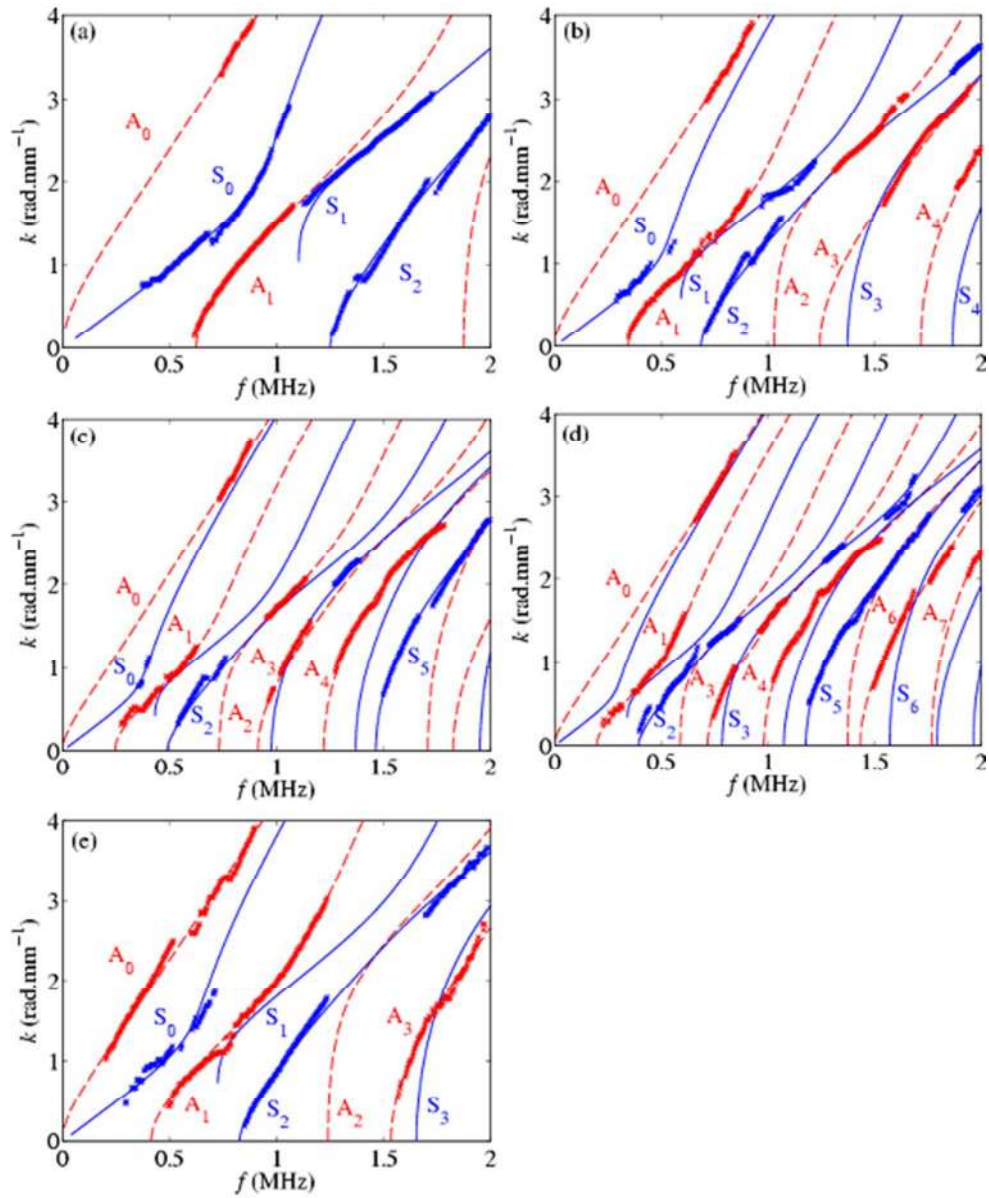 (a)
4
3
2
1
0
k (rad.mm⁻¹)
A₀
S₀
A₁
S₁
S₂
0 0.5 1 1.5 2
f (MHz)
(b)
4
3
2
1
0
k (rad.mm⁻¹)
A₀
S₀
A₁
S₁
S₂
A₂
A₃
S₃
A₄
S₄
0 0.5 1 1.5 2
f (MHz)
(c)
4
3
2
1
0
k (rad.mm⁻¹)
A₀
S₀
A₁
S₂
A₂
A₃
A₄
S₅
0 0.5 1 1.5 2
f (MHz)
(d)
4
3
2
1
0
k (rad.mm⁻¹)
A₀
A₁
S₂
A₃
S₃
A₄
S₅
A₆
S₆
A₇
0 0.5 1 1.5 2
f (MHz)
(e)
4
3
2
1
0
k (rad.mm⁻¹)
A₀
S₀
A₁
S₁
S₂
A₂
A₃
S₃
0 0.5 1 1.5 2
f (MHz)